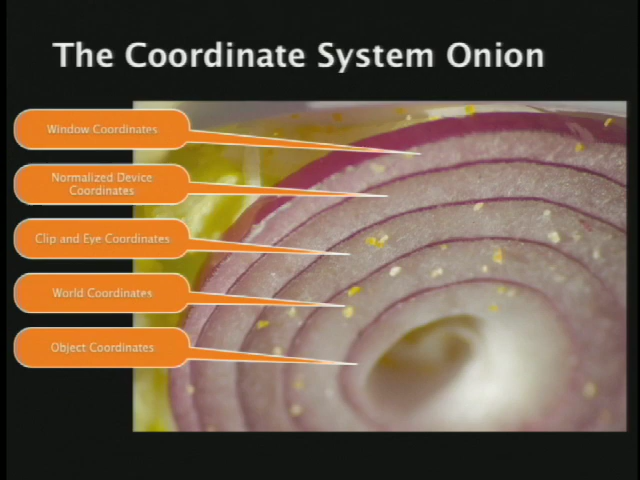 The Coordinate System Onion
Window Coordinates
Normalized Device
Coordinates
Clip and Eye Coordinates
World Coordinates
Object Coordinates